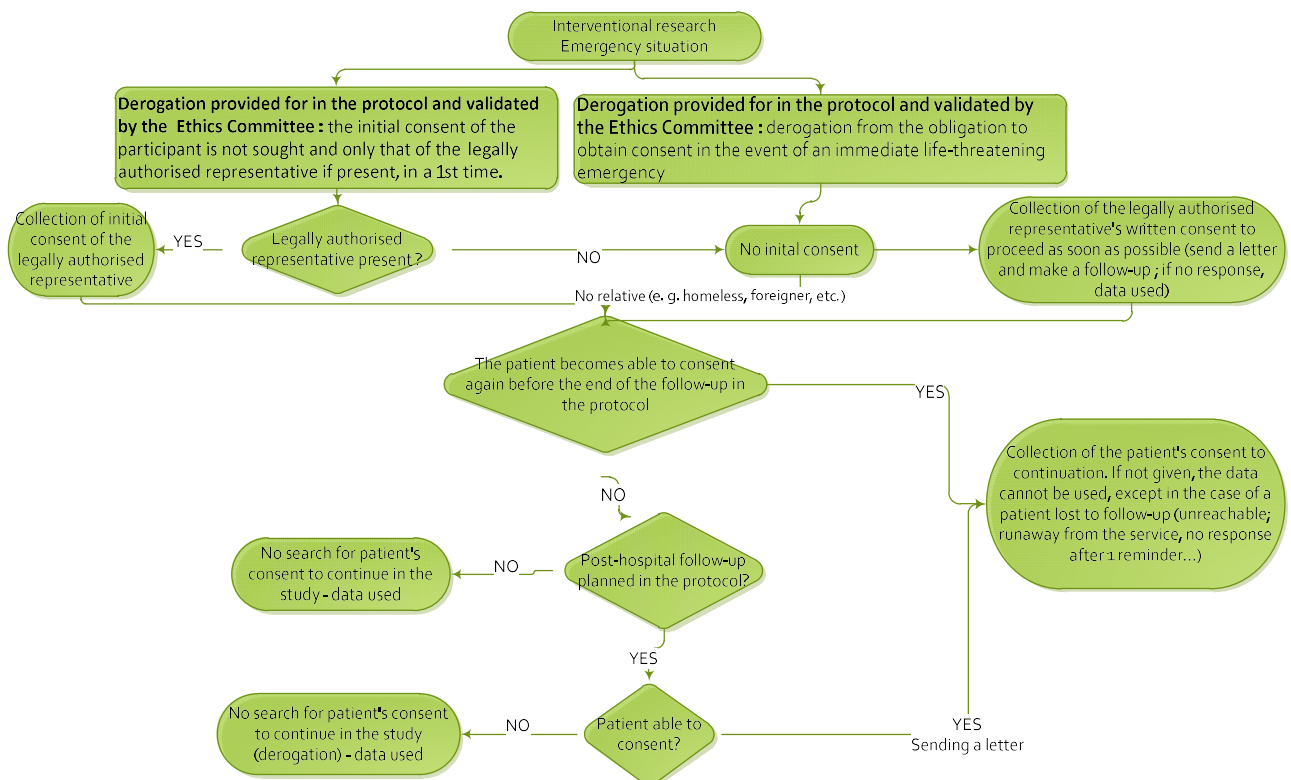 Interventional research
Emergency situation
Derogation provided for in the protocol and validated
by the Ethics Committee : the initial consent of the
participant is not sought and only that of the legally
authorised representative if present, in a 1st time.
Derogation provided for in the protocol and validated by
the Ethics Committee : derogation from the obligation to
obtain consent in the event of an immediate life-threatening
emergency
Collection of initial
consent of the
legally authorised
representative
YES
Legally authorised
representative present ?
NO
No inital consent
Collection of the legally authorised
representative's written consent to
proceed as soon as possible (send a letter
and make a follow-up ; if no response,
data used)
No relative (e. g. homeless, foreigner, etc.)
The patient becomes able to consent
again before the end of the follow-up in
the protocol
YES
Collection of the patient's consent to
continuation. If not given, the data
cannot be used, except in the case of a
patient lost to follow-up (unreachable;
runaway from the service, no response
after 1 reminder...)
NO
Post-hospital follow-up
planned in the protocol?
NO
No search for patient's
consent to continue in the
study - data used
YES
Patient able to
consent?
NO
No search for patient's consent
to continue in the study
(derogation) - data used
YES
Sending a letter